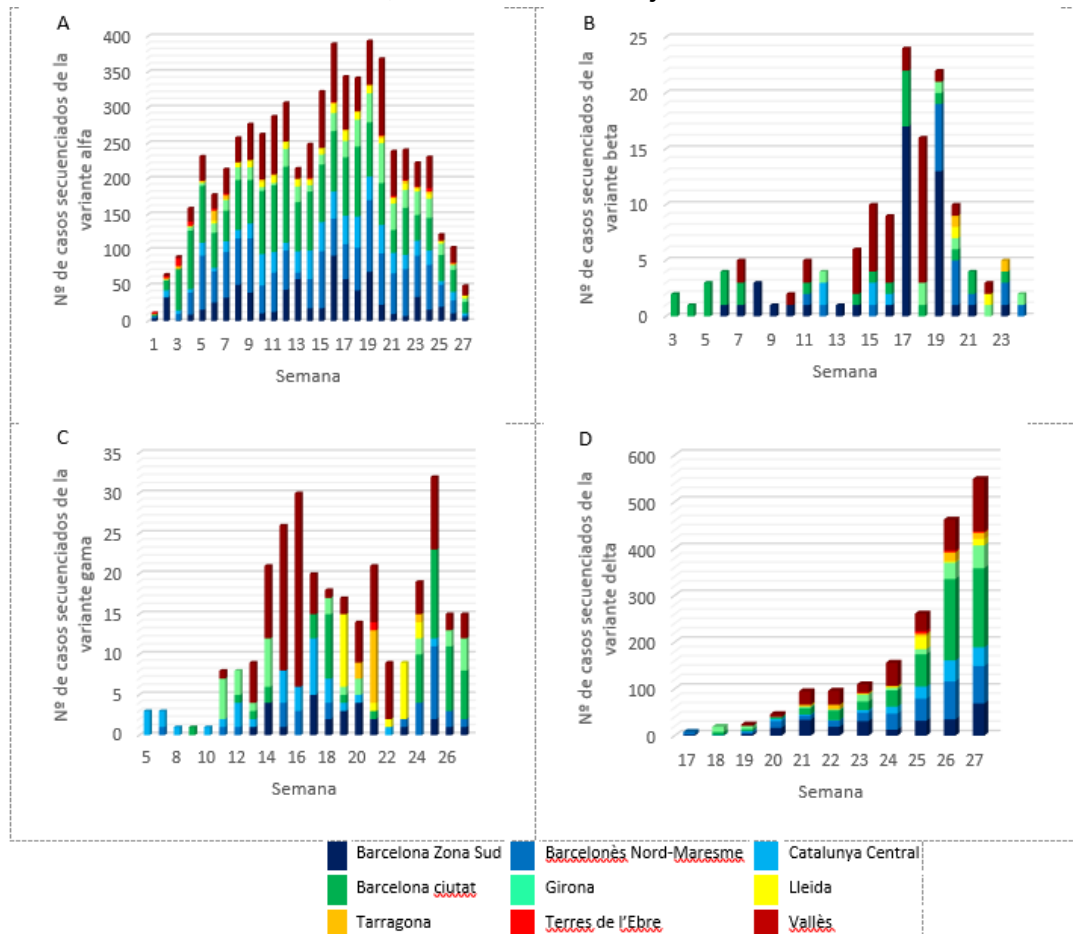 A
Nº de casos secuenciados de la
variante alfa
400
350
300
250
200
150
100
50
0
1 3 5 7 9 11 13 15 17 19 21 23 25 27
Semana
B
Nº de casos secuenciados de la
variante beta
25
20
15
10
5
0
3 5 7 9 11 13 15 17 19 21 23
Semana
C
Nº de casos secuenciados de la
variante gama
35
30
25
20
15
10
5
0
5 8 10 12 14 16 18 20 22 24 26
Semana
D
Nº de casos secuenciados de la
variante delta
600
500
400
300
200
100
0
17 18 19 20 21 22 23 24 25 26 27
Semana
Barcelona Zona Sud Barcelonès Nord-Maresme Catalunya Central
Barcelona ciutat Girona Lleida
Tarragona Terres de l'Ebre Vallès